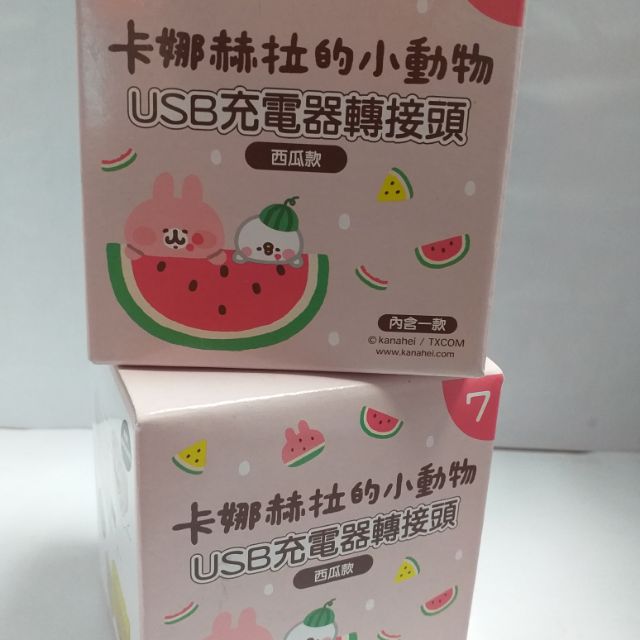 卡娜赫拉的小動物
USB充電器轉接頭
西瓜款
內含一款
© kanahei / TXCOM
www.kanahei.com
7
卡娜赫拉的小動物
USB充電器轉接頭
西瓜款